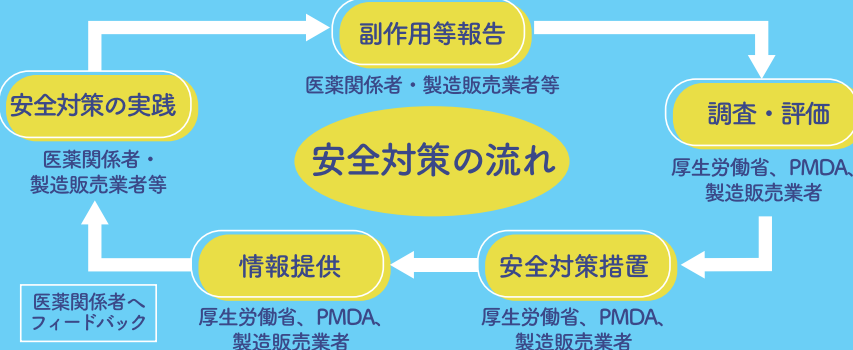 副作用等報告
医薬関係者・製造販売業者等
安全対策の実践
医薬関係者・
製造販売業者等
調査・評価
厚生労働省、PMDA、
製造販売業者
安全対策の流れ
情報提供
厚生労働省、PMDA、
製造販売業者
安全対策措置
厚生労働省、PMDA、
製造販売業者
医薬関係者へ
フィードバック